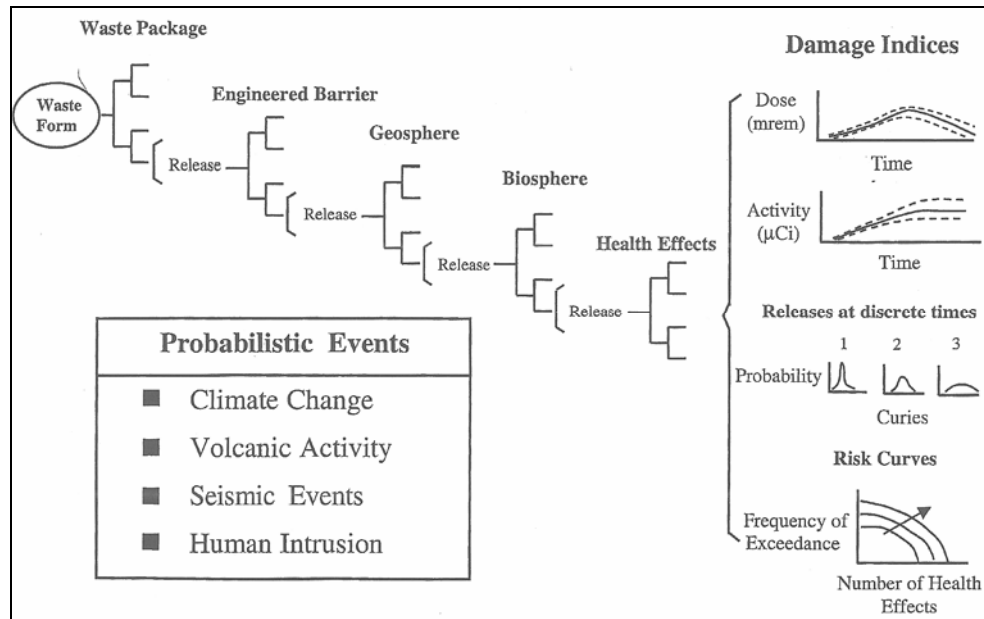 Waste Package
Waste
Form
Engineered Barrier
Release
Geosphere
Release
Biosphere
Release
Health Effects
Release
Probabilistic Events
Climate Change
Volcanic Activity
Seismic Events
Human Intrusion
Damage Indices
Dose
(mrem)
Time
Activity
(μCi)
Time
Releases at discrete times
1 2 3
Probability
Curies
Risk Curves
Frequency of
Exceedance
Number of Health
Effects